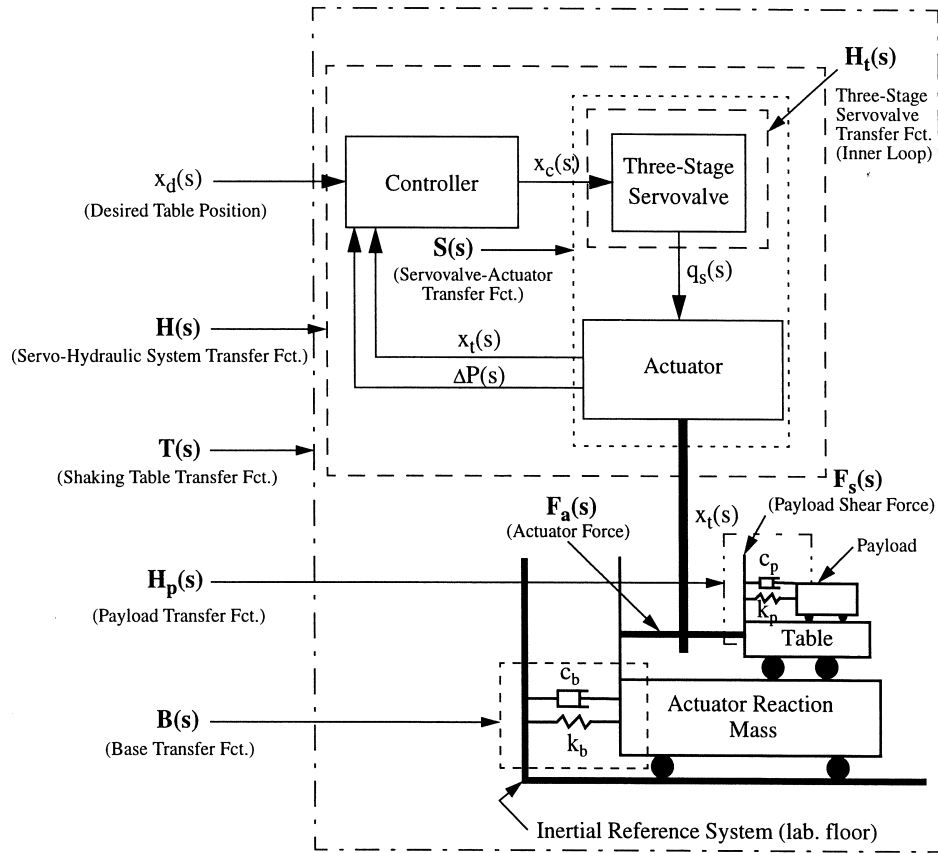 H_t(s)
Three-Stage
Servovalve
Transfer Fct.
(Inner Loop)
x_d(s)
(Desired Table Position)
Controller
x_c(s)
Three-Stage
Servovalve
S(s)
(Servovalve-Actuator
Transfer Fct.)
q_s(s)
H(s)
(Servo-Hydraulic System Transfer Fct.)
x_t(s)
ΔP(s)
Actuator
T(s)
(Shaking Table Transfer Fct.)
F_a(s)
(Actuator Force)
x_t(s)
F_s(s)
(Payload Shear Force)
Payload
H_p(s)
(Payload Transfer Fct.)
c_p
k_p
Table
c_b
k_b
Actuator Reaction
Mass
B(s)
(Base Transfer Fct.)
Inertial Reference System (lab. floor)